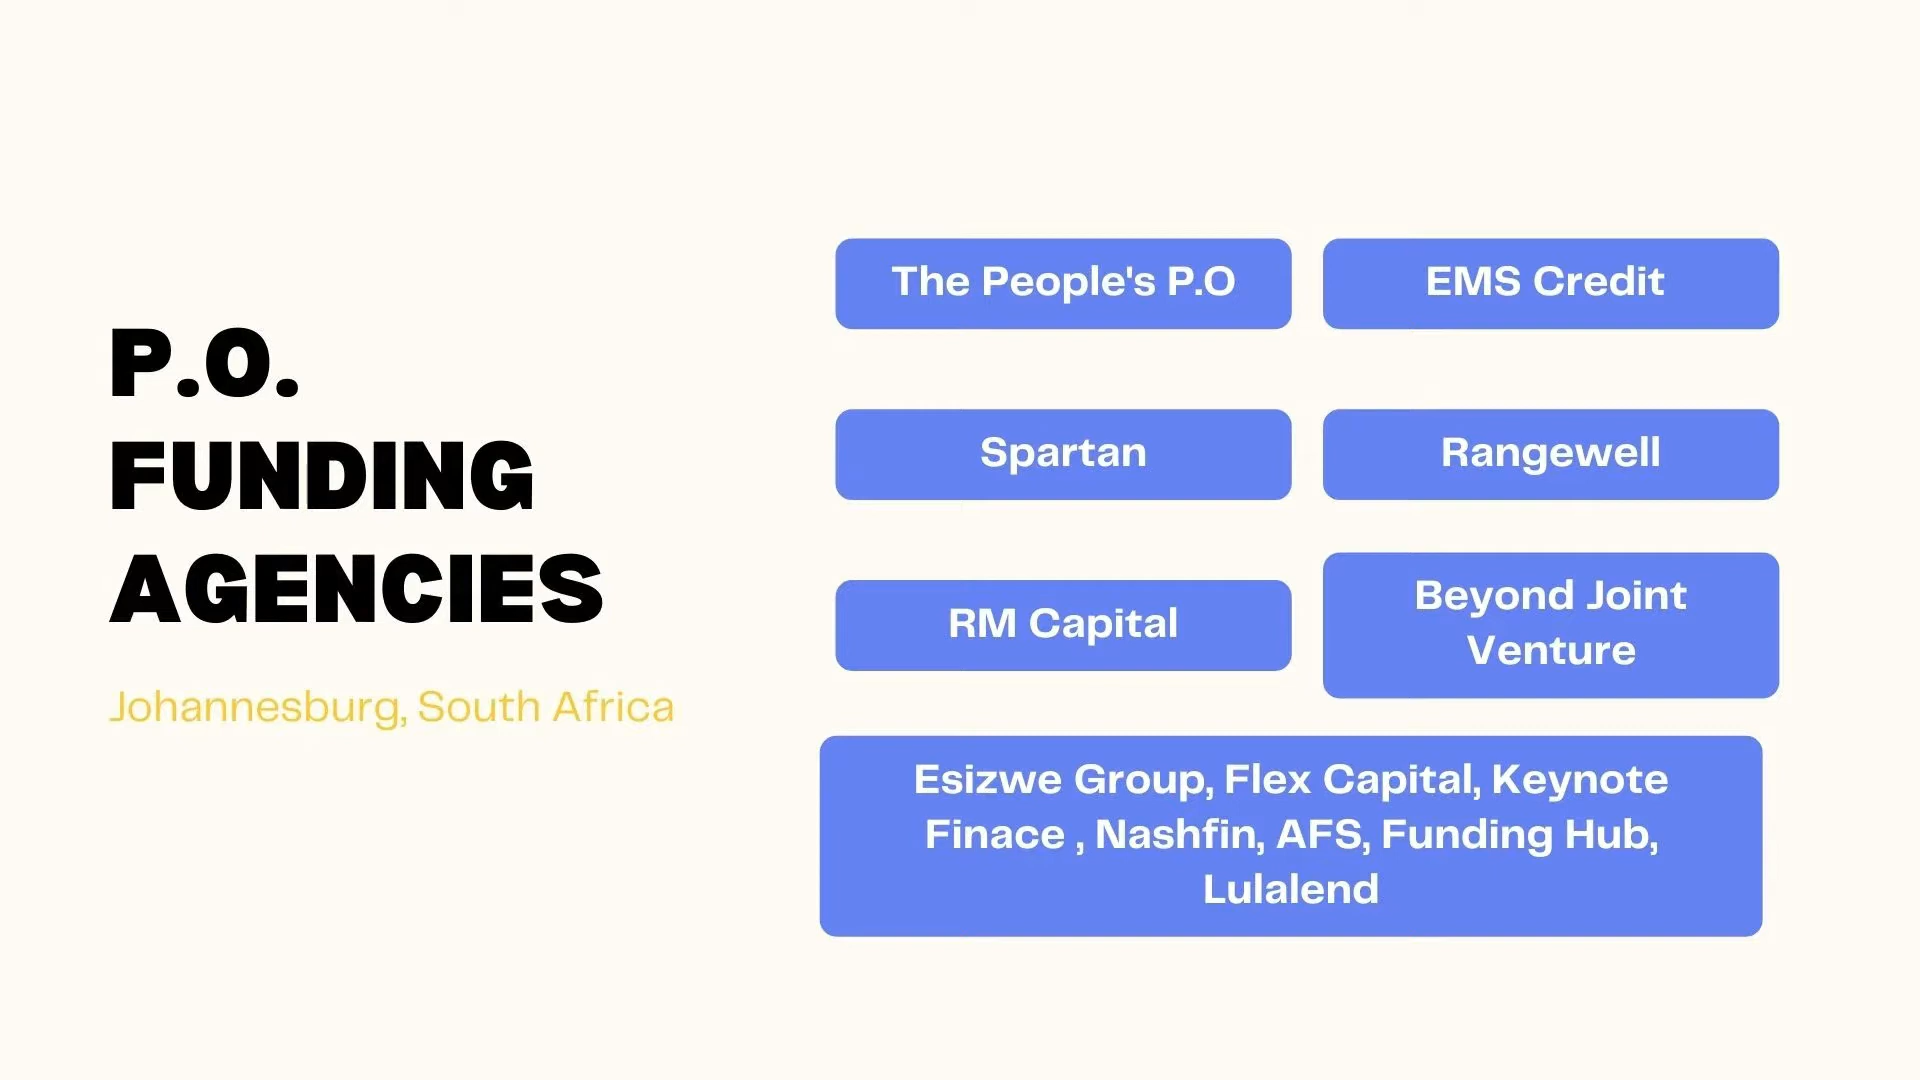 P.O.
FUNDING
AGENCIES
Johannesburg, South Africa
The People's P.O
EMS Credit
Spartan
Rangewell
RM Capital
Beyond Joint
Venture
Esizwe Group, Flex Capital, Keynote
Finace , Nashfin, AFS, Funding Hub,
Lulalend